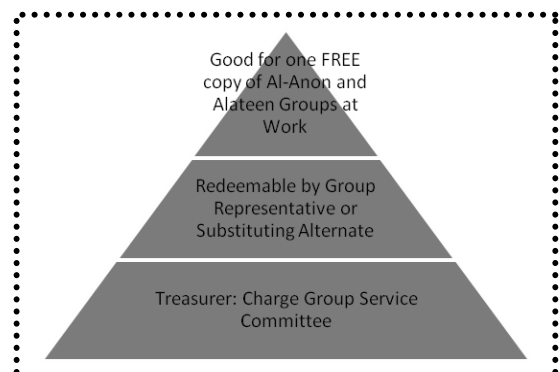 Good for one FREE
copy of Al-Anon and
Alateen Groups at
Work
Redeemable by Group
Representative or
Substituting Alternate
Treasurer: Charge Group Service
Committee